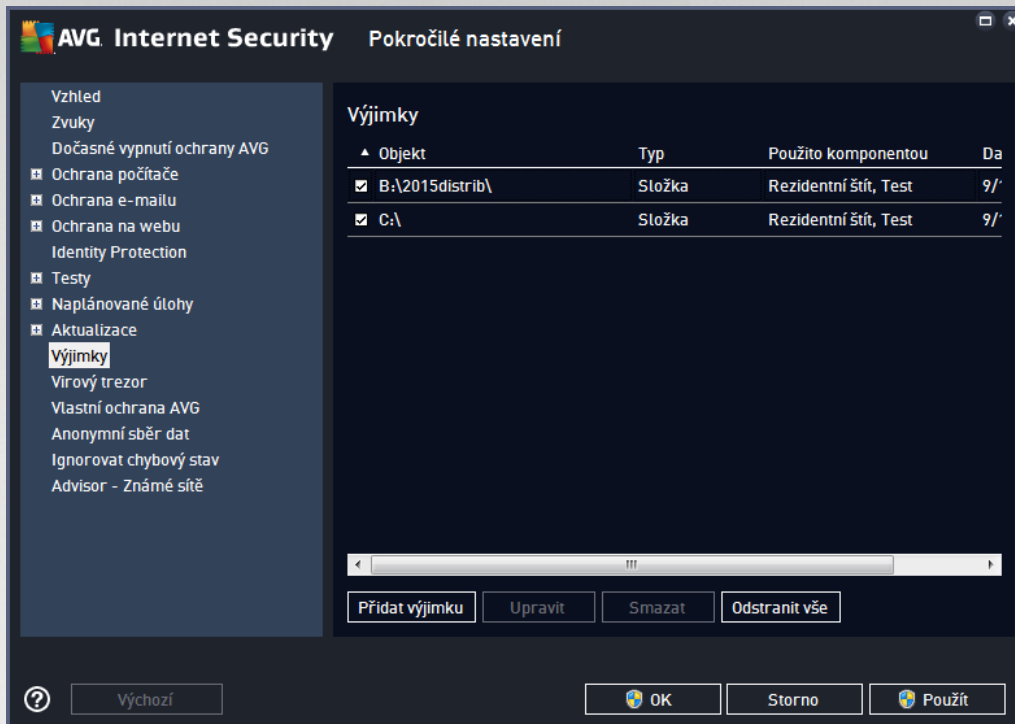 AVG. Internet Security Pokročilé nastavení
Vzhled
Zvuky
Dočasné vypnutí ochrany AVG
Ochrana počítače
Ochrana e-mailu
Ochrana na webu
Identity Protection
Testy
Naplánované úlohy
Aktualizace
Výjimky
Virový trezor
Vlastní ochrana AVG
Anonymní sběr dat
Ignorovat chybový stav
Advisor - Známé sítě
Výjimky
Objekt Typ Použito komponentou Da
B:\2015distrib\ Složka Rezidentní štít, Test 9/
C:\ Složka Rezidentní štít, Test 9/
Přidat výjimku Upravit Smazat Odstranit vše
Výchozí OK Storno Použít